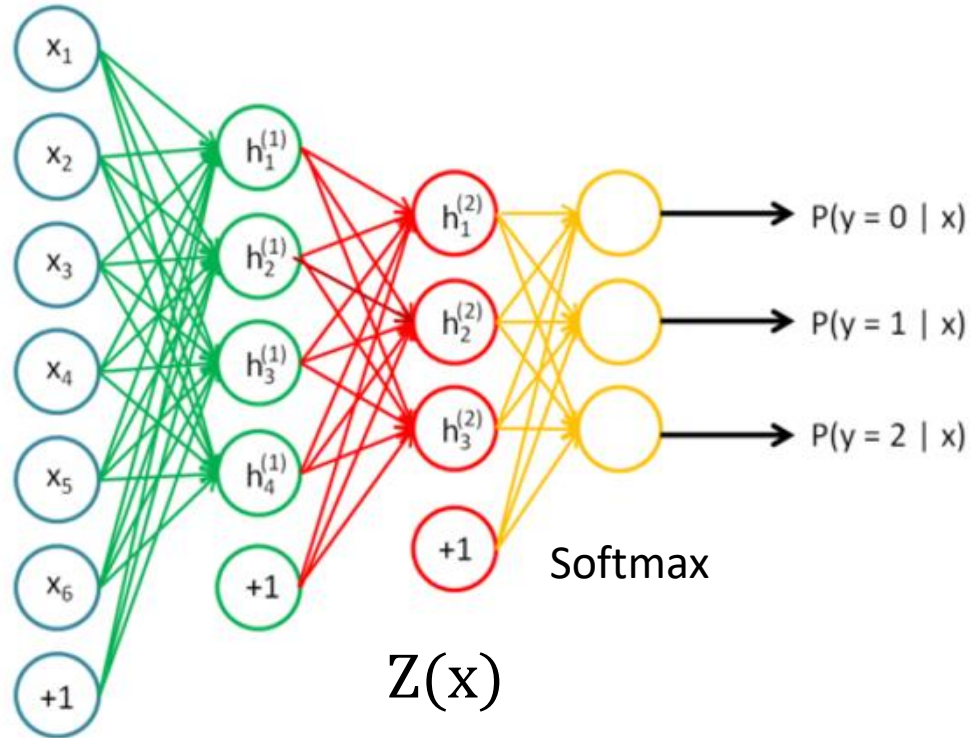 x₁
x₂
x₃
x₄
x₅
x₆
+1
h₁⁽¹⁾
h₂⁽¹⁾
h₃⁽¹⁾
h₄⁽¹⁾
+1
h₁⁽²⁾
h₂⁽²⁾
h₃⁽²⁾
+1
P(y = 0 | x)
P(y = 1 | x)
P(y = 2 | x)
Softmax
Z(x)